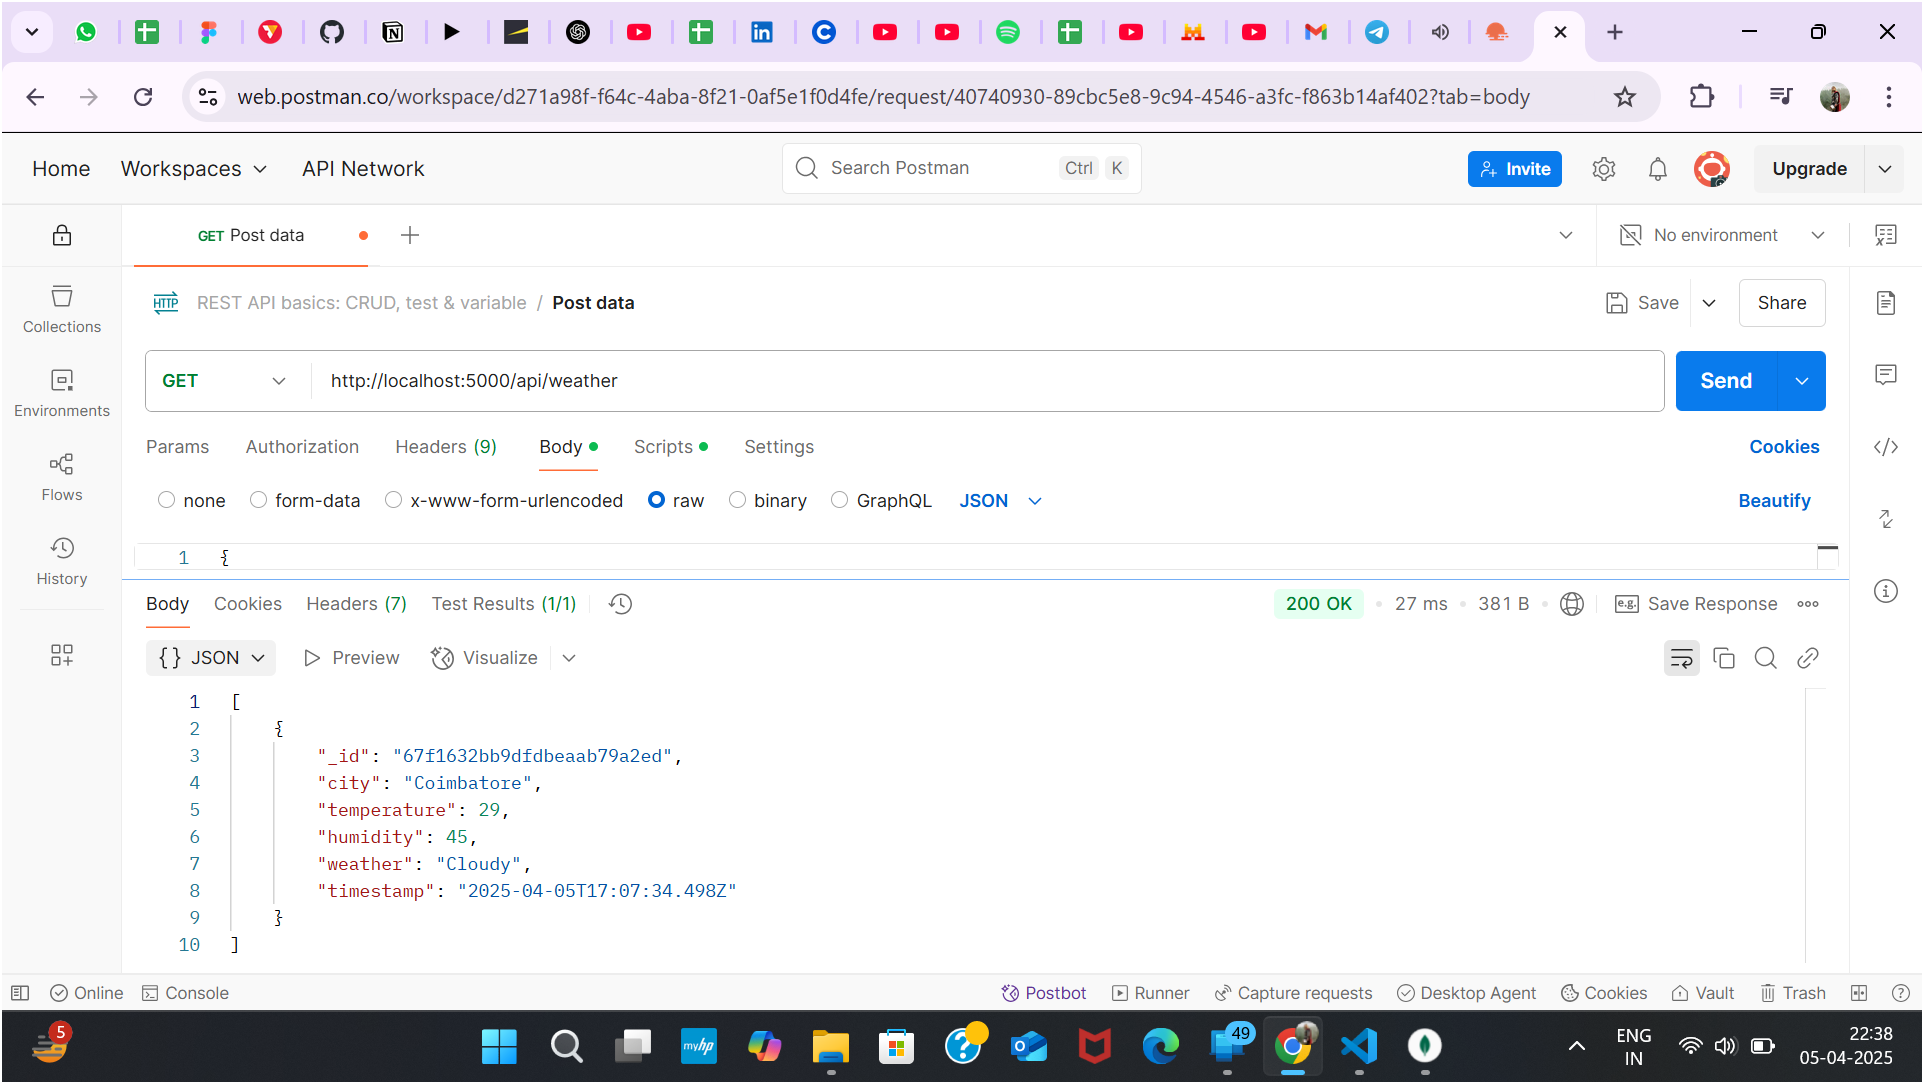 web.postman.co/workspace/d271a98f-f64c-4aba-8f21-0af5e1f0d4fe/request/40740930-89cbc5e8-9c94-4546-a3fc-f863b14af402?tab=body
Home Workspaces API Network Search Postman Ctrl K Invite Upgrade
GET Post data No environment
HTTP REST API basics: CRUD, test & variable / Post data Save Share
Collections
GET http://localhost:5000/api/weather Send
Environments
Params Authorization Headers (9) Body Scripts Settings Cookies
Flows
none form-data x-www-form-urlencoded raw binary GraphQL JSON Beautify
1 {
History
Body Cookies Headers (7) Test Results (1/1) 200 OK 27 ms 381 B e.g. Save Response
{} JSON Preview Visualize
1 [
2 {
3 "_id": "67f1632bb9dfdbeaab79a2ed",
4 "city": "Coimbatore",
5 "temperature": 29,
6 "humidity": 45,
7 "weather": "Cloudy",
8 "timestamp": "2025-04-05T17:07:34.498Z"
9 }
10 ]
Online Console Postbot Runner Capture requests Desktop Agent Cookies Vault Trash
5 myhp 49 ENG 22:38
IN 05-04-2025